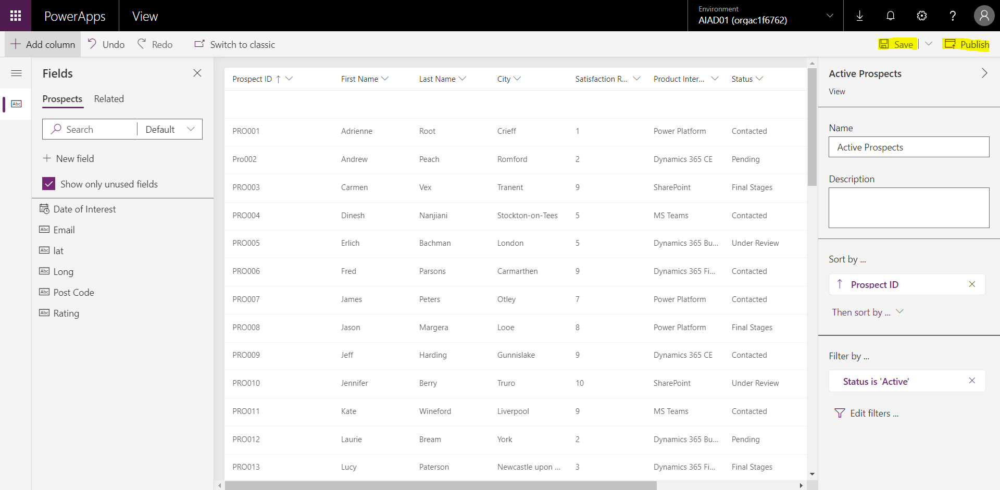 PowerApps View Environment
AIAD01 (orgac1f6762) ?
Add column Undo Redo Switch to classic Save Publish
Fields
Prospects Related
Search Default
New field
Show only unused fields
Date of Interest
Abc Email
Abc lat
Abc Long
Abc Post Code
Abc Rating
Abc
Prospect ID First Name Last Name City Satisfaction R... Product Inter... Status
PRO001 Adrienne Root Crieff 1 Power Platform Contacted
Pro002 Andrew Peach Romford 2 Dynamics 365 CE Pending
PRO003 Carmen Vex Tranent 9 SharePoint Final Stages
PRO004 Dinesh Nanjiani Stockton-on-Tees 5 MS Teams Contacted
PRO005 Erlich Bachman London 5 Dynamics 365 Bu... Under Review
PRO006 Fred Parsons Carmarthen 9 Dynamics 365 Fi... Contacted
PRO007 James Peters Otley 7 Power Platform Contacted
PRO008 Jason Margera Looe 8 Power Platform Final Stages
PRO009 Jeff Harding Gunnislake 9 Dynamics 365 CE Contacted
PRO010 Jennifer Berry Truro 10 SharePoint Under Review
PRO011 Kate Wineford Liverpool 9 MS Teams Contacted
PRO012 Laurie Bream York 2 Dynamics 365 Bu... Pending
PRO013 Lucy Paterson Newcastle upon ... 3 Dynamics 365 Fi... Final Stages
Active Prospects
View
Name
Active Prospects
Description
Sort by ...
Prospect ID
Then sort by ...
Filter by ...
Status is 'Active'
Edit filters ...